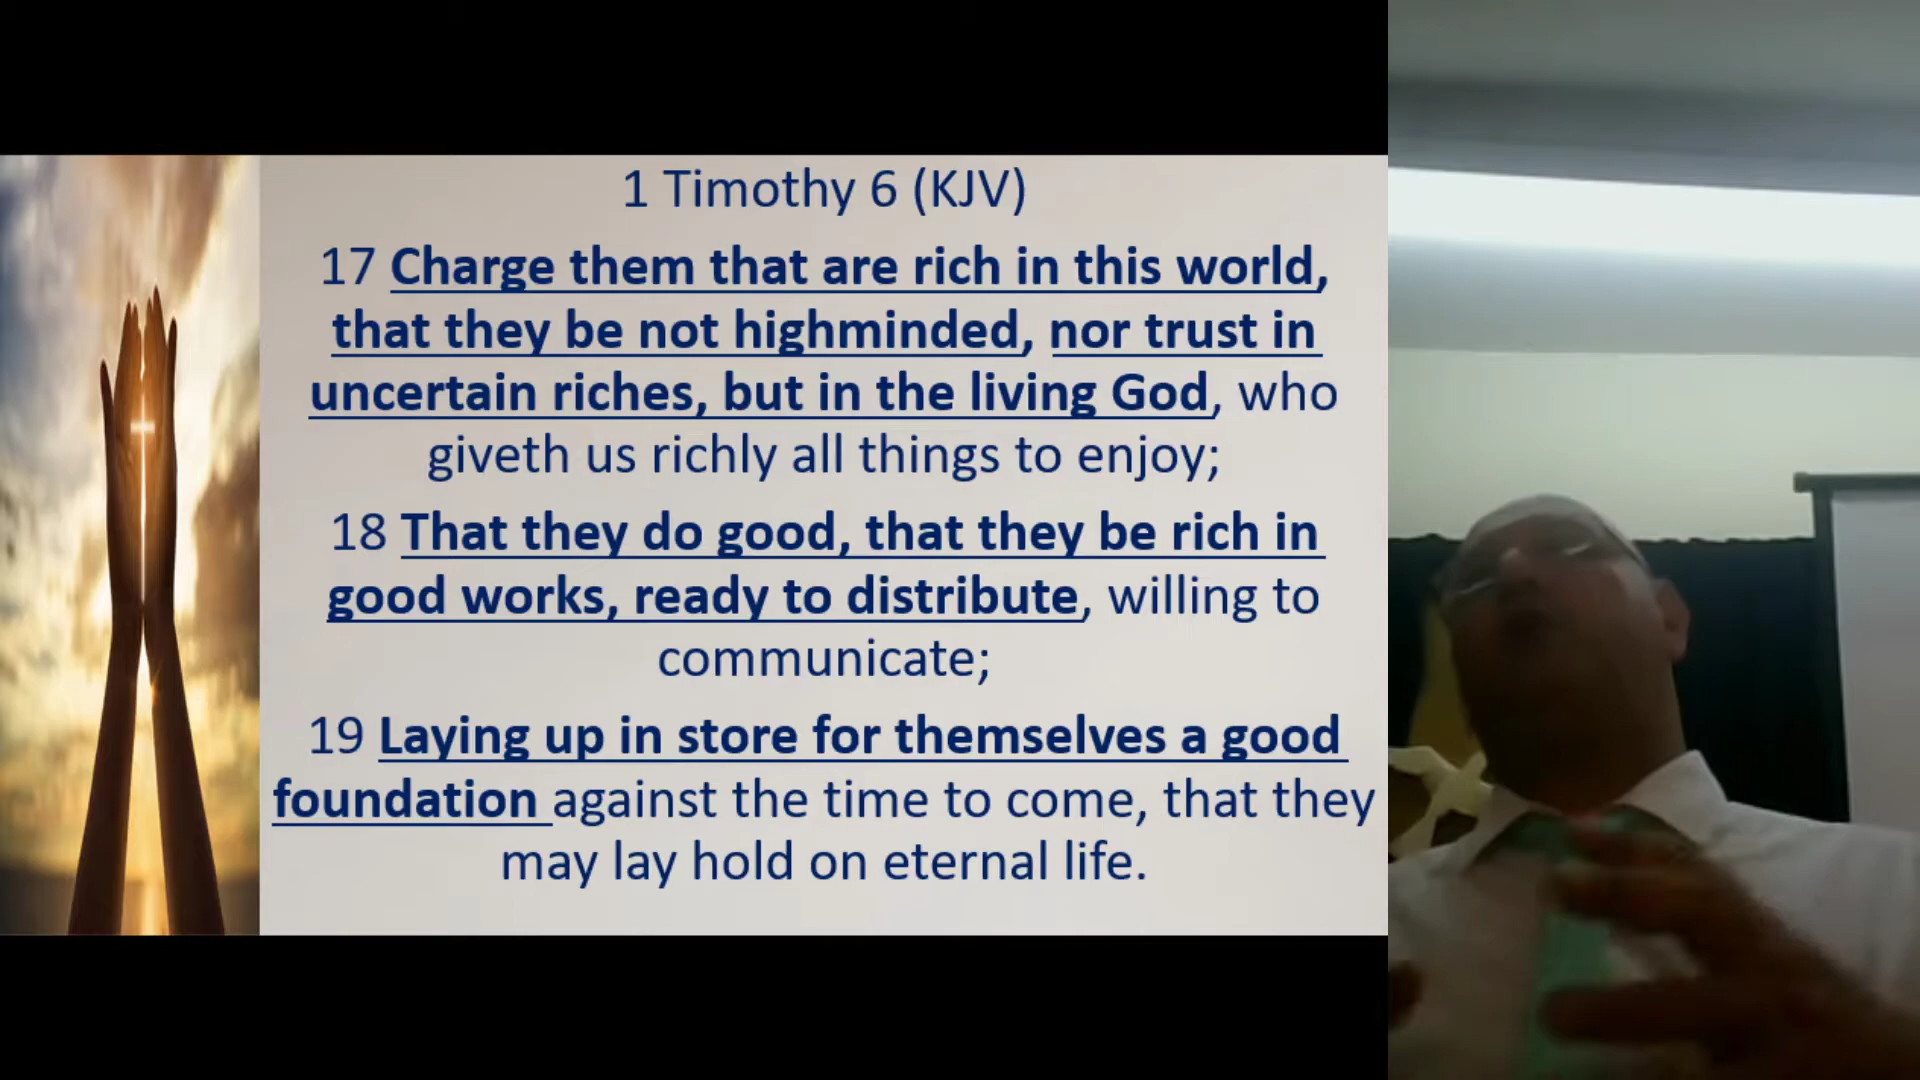 1 Timothy 6 (KJV)
17 Charge them that are rich in this world,
that they be not highminded, nor trust in
uncertain riches, but in the living God, who
giveth us richly all things to enjoy;
18 That they do good, that they be rich in
good works, ready to distribute, willing to
communicate;
19 Laying up in store for themselves a good
foundation against the time to come, that they
may lay hold on eternal life.